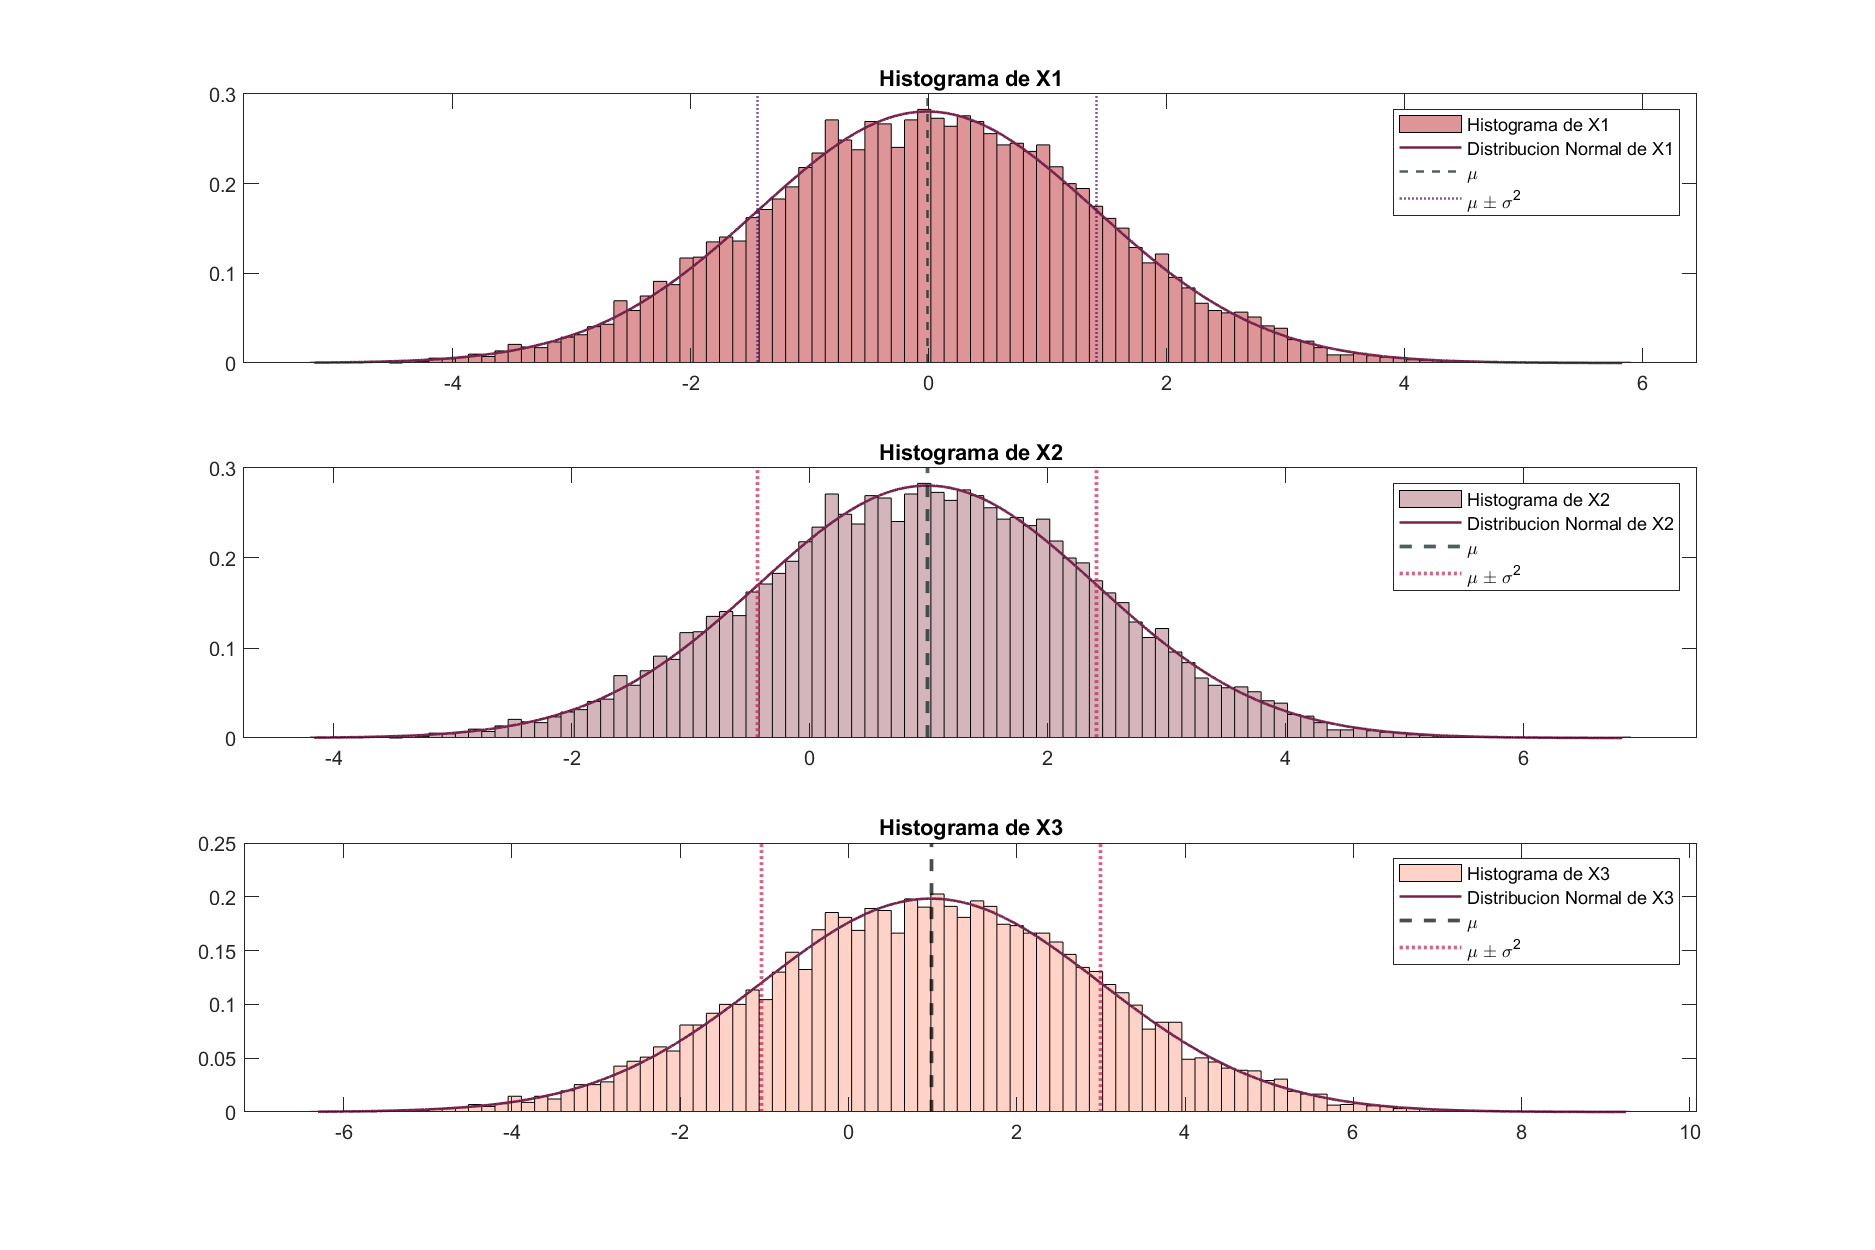 Histograma de X1
0.3
0.2
0.1
0
-4
-2
0
2
4
6
Histograma de X1
Distribucion Normal de X1
μ
μ ± σ²
Histograma de X2
0.3
0.2
0.1
0
-4
-2
0
2
4
6
Histograma de X2
Distribucion Normal de X2
μ
μ ± σ²
Histograma de X3
0.25
0.2
0.15
0.1
0.05
0
-6
-4
-2
0
2
4
6
8
10
Histograma de X3
Distribucion Normal de X3
μ
μ ± σ²